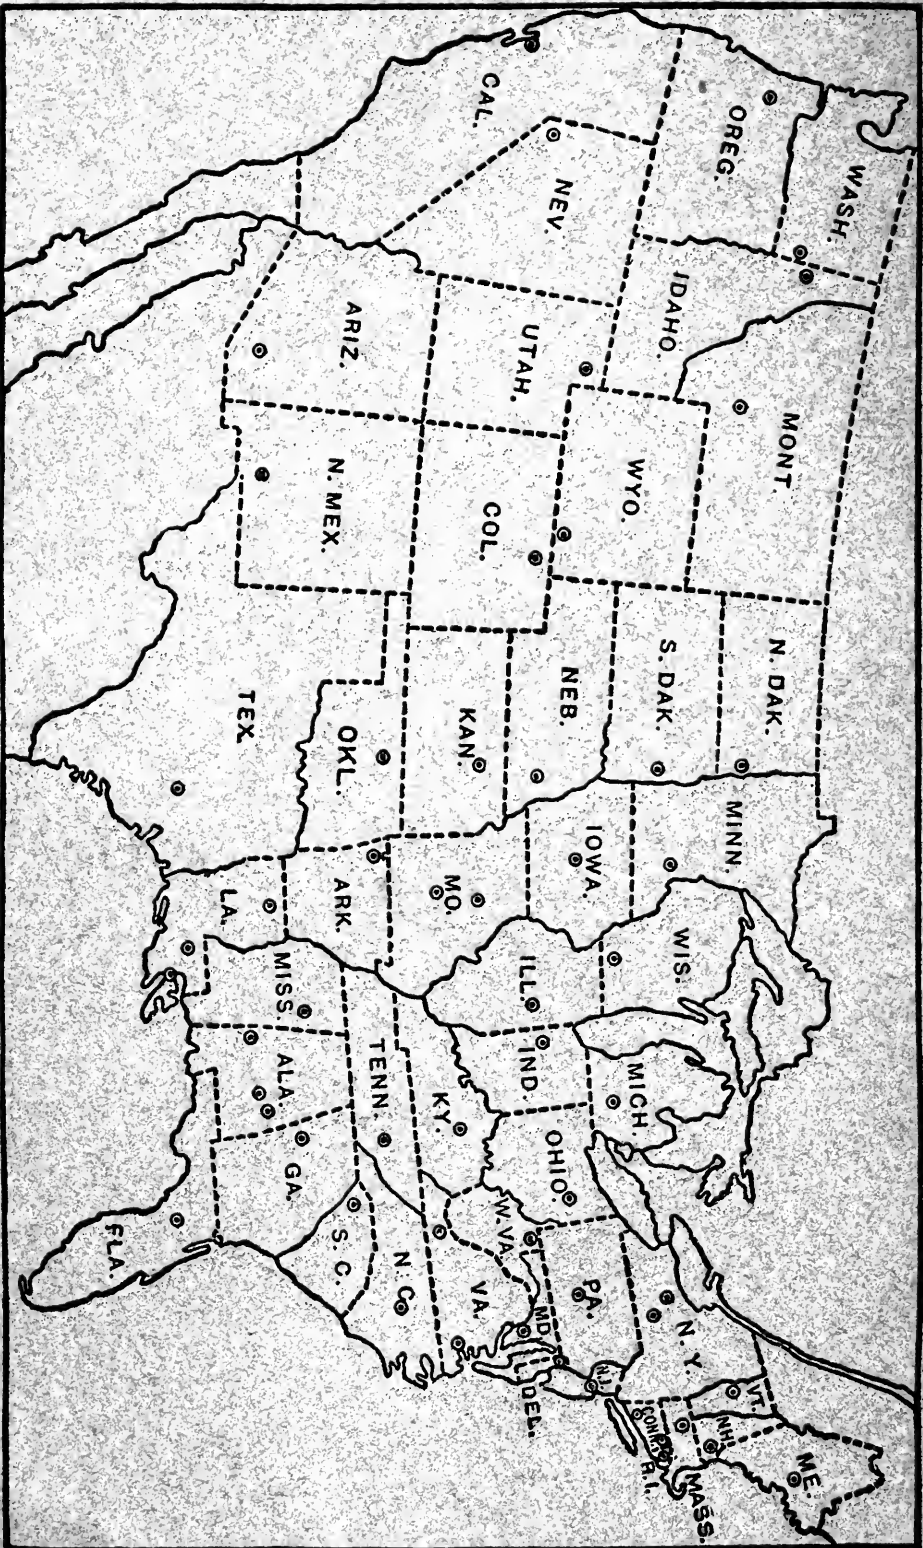 WASH.
OREG.
CAL.
NEV.
IDAHO.
MONT.
WYO.
UTAH.
COL.
ARIZ.
N. MEX.
N. DAK.
S. DAK.
NEB.
KAN.
OKL.
TEX.
MINN.
IOWA.
MO.
ARK.
LA.
WIS.
ILL.
MICH.
IND.
OHIO.
KY.
TENN.
MISS.
ALA.
GA.
FLA.
S. C.
N. C.
VA.
W. VA.
MD.
DEL.
PA.
N. J.
N. Y.
CONN.
R. I.
MASS.
VT.
N. H.
ME.